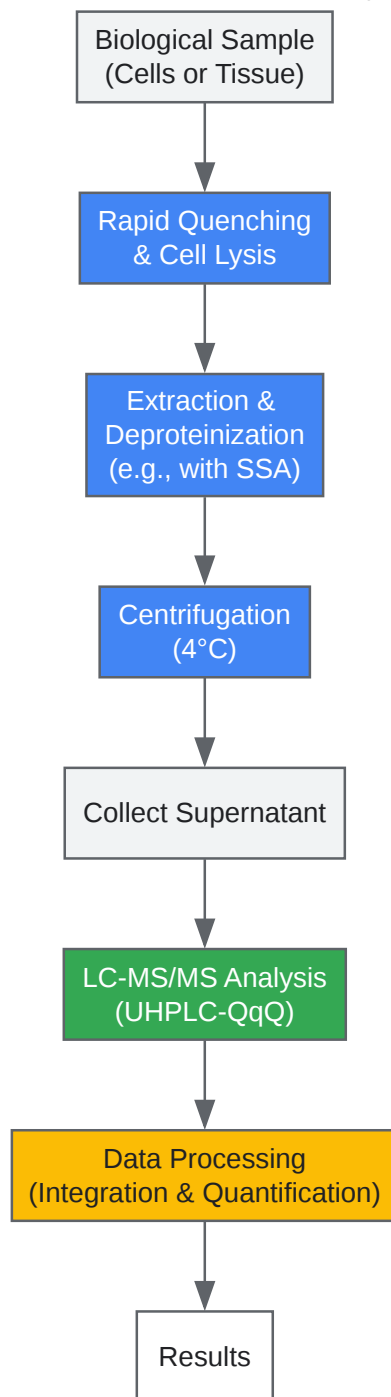 Biological Sample
(Cells or Tissue)
Rapid Quenching
& Cell Lysis
Extraction &
Deproteinization
(e.g., with SSA)
Centrifugation
(4°C)
Collect Supernatant
LC-MS/MS Analysis
(UHPLC-QqQ)
Data Processing
(Integration & Quantification)
Results